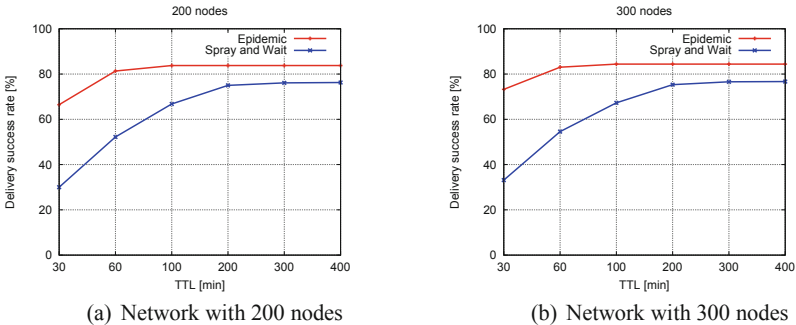 200 nodes
Delivery success rate [%]
100
80
60
40
20
0
Epidemic
Spray and Wait
30 60 100 200 300 400
TTL [min]
(a) Network with 200 nodes
300 nodes
Delivery success rate [%]
100
80
60
40
20
0
Epidemic
Spray and Wait
30 60 100 200 300 400
TTL [min]
(b) Network with 300 nodes